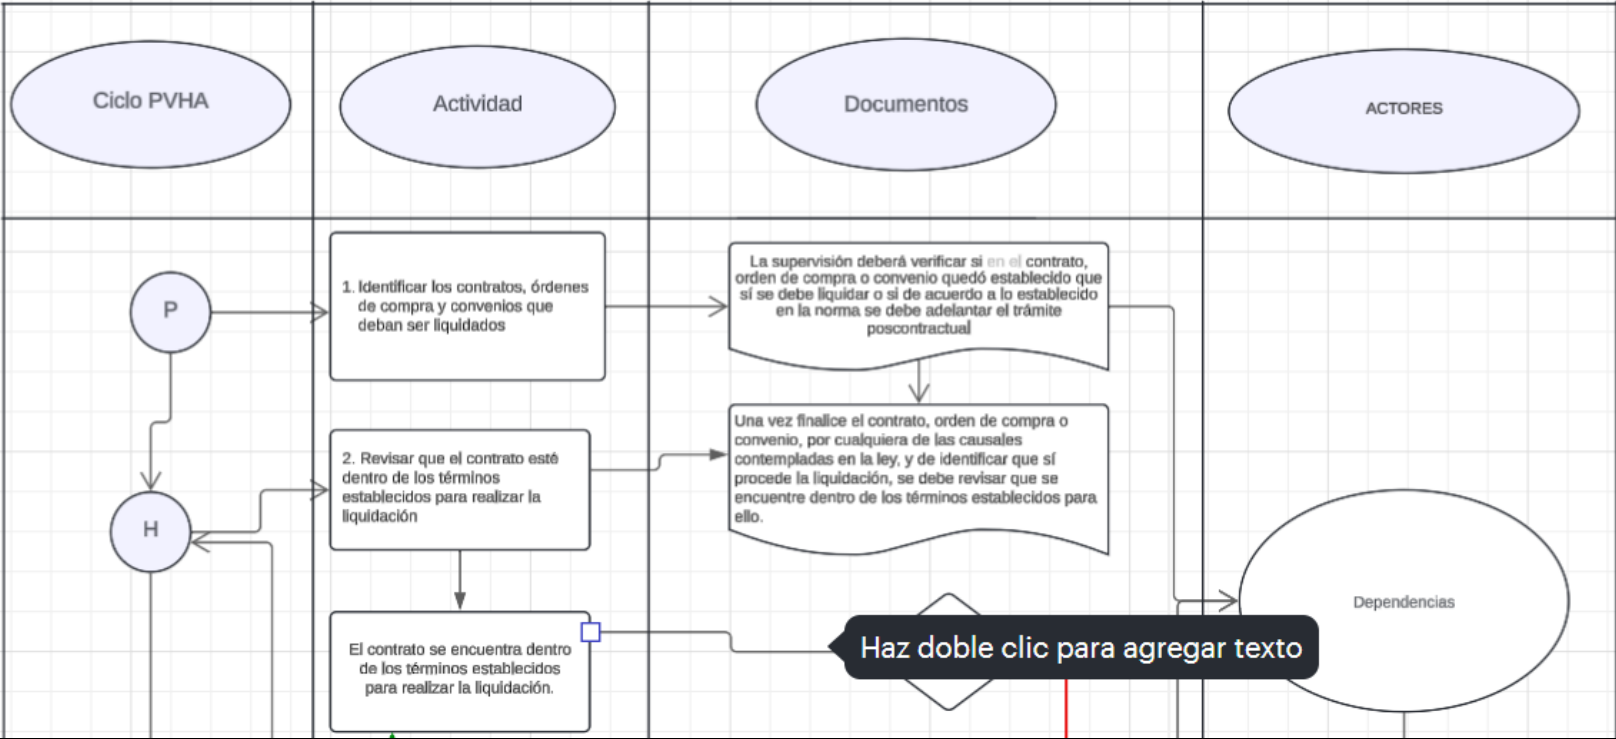 Ciclo PVHA
Actividad
Documentos
ACTORES
P
1. Identificar los contratos, órdenes
de compra y convenios que
deban ser liquidados
La supervisión deberá verificar si en el contrato,
orden de compra o convenio quedó establecido que
sí se debe liquidar o si de acuerdo a lo establecido
en la norma se debe adelantar el trámite
poscontractual
H
2. Revisar que el contrato esté
dentro de los términos
establecidos para realizar la
liquidación
Una vez finalice el contrato, orden de compra o
convenio, por cualquiera de las causales
contempladas en la ley, y de identificar que sí
procede la liquidación, se debe revisar que se
encuentre dentro de los términos establecidos para
ello.
Dependencias
El contrato se encuentra dentro
de los términos establecidos
para realizar la liquidación.
Haz doble clic para agregar texto